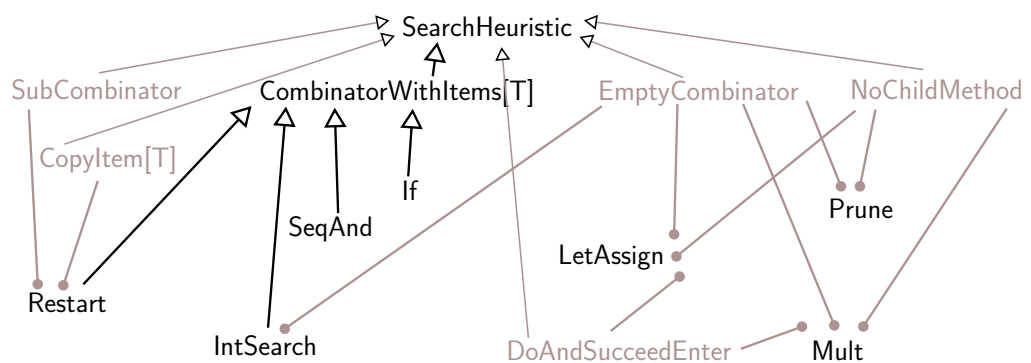 SearchHeuristic
SubCombinator
CombinatorWithItems[T]
EmptyCombinator
NoChildMethod
CopyItem[T]
If
Prune
SeqAnd
LetAssign
Restart
IntSearch
DoAndSucceedEnter
Mult